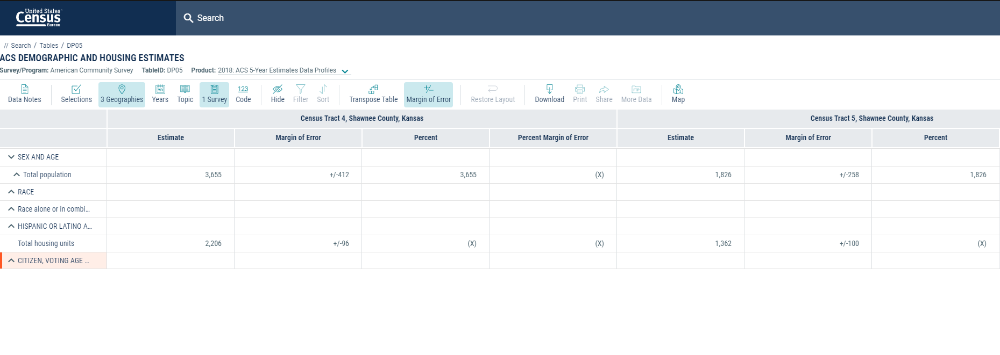 United States™
Census
Bureau
Search
// Search / Tables / DP05
ACS DEMOGRAPHIC AND HOUSING ESTIMATES
Survey/Program: American Community Survey TableID: DP05 Product: 2018: ACS 5-Year Estimates Data Profiles
YR 123 FTP
Data Notes Selections 3 Geographies Years Topic 1 Survey Code Hide Filter Sort Transpose Table Margin of Error Restore Layout Download Print Share More Data Map
Census Tract 4, Shawnee County, Kansas Census Tract 5, Shawnee County, Kansas
Estimate Margin of Error Percent Percent Margin of Error Estimate Margin of Error Percent
SEX AND AGE
Total population 3,655 +/-412 3,655 (X) 1,826 +/-258 1,826
RACE
Race alone or in combi...
HISPANIC OR LATINO A...
Total housing units 2,206 +/-96 (X) (X) 1,362 +/-100 (X)
CITIZEN, VOTING AGE ...